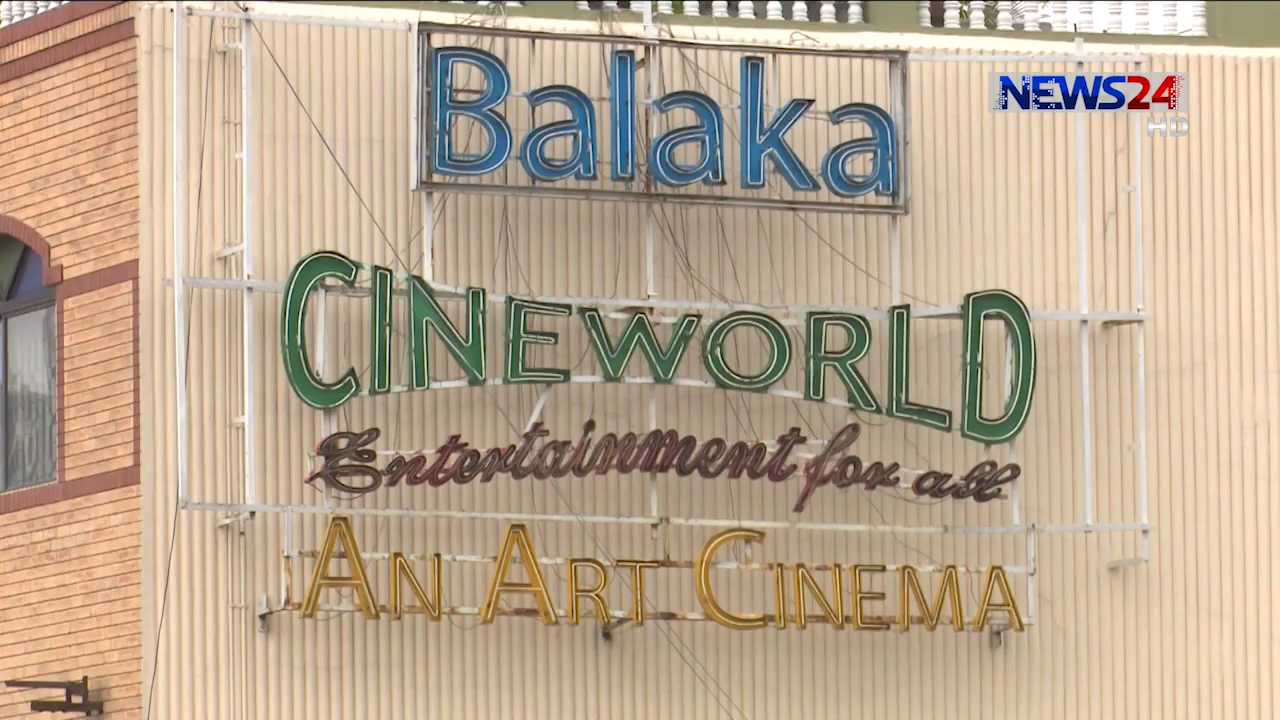 Balaka
NEWS24
HD
CINEWORLD
Entertainment for all
AN ART CINEMA